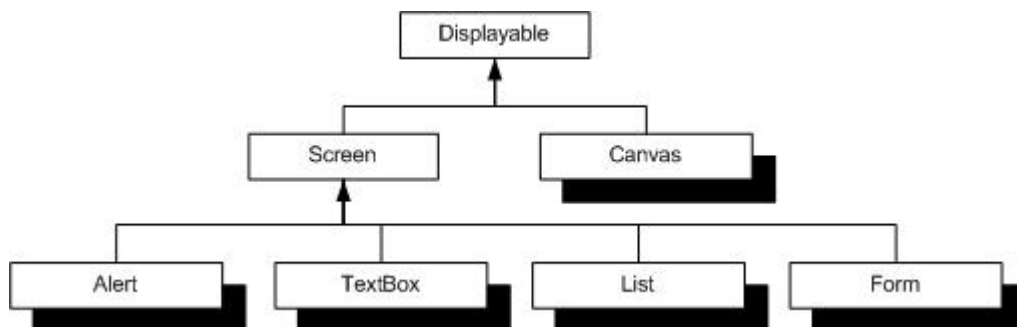 Displayable
Screen
Canvas
Alert
TextBox
List
Form